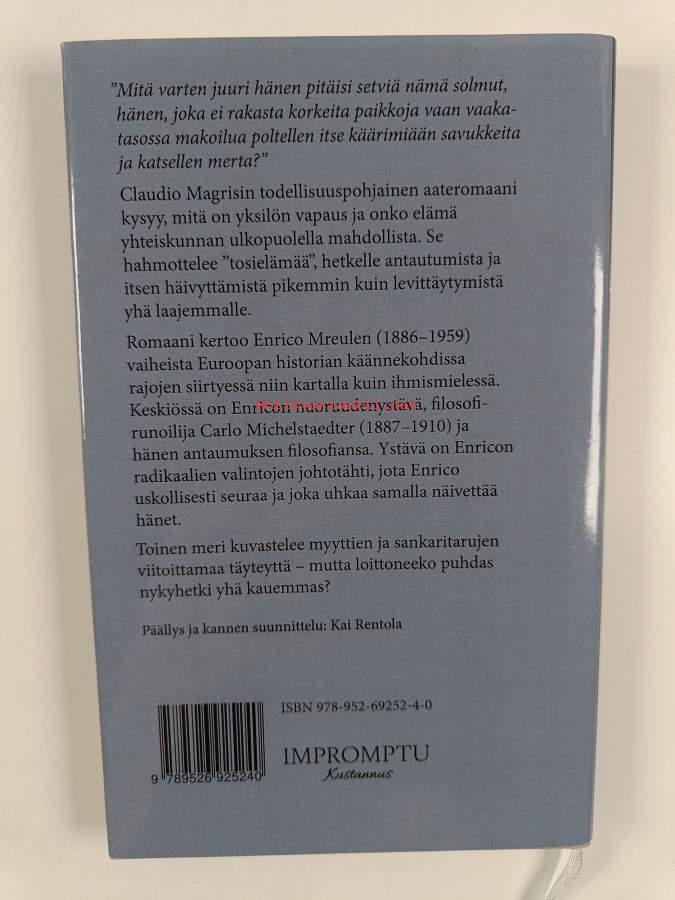 ”Mitä varten juuri hänen pitäisi setviä nämä solmut,
hänen, joka ei rakasta korkeita paikkoja vaan vaaka-
tasossa makoilua poltellen itse käärimiään savukkeita
ja katsellen merta?”
Claudio Magrisin todellisuuspohjainen aateromaani
kysyy, mitä on yksilön vapaus ja onko elämä
yhteiskunnan ulkopuolella mahdollista. Se
hahmottelee ”tosielämää”, hetkelle antautumista ja
itsen häivyttämistä pikemmin kuin levittäytymistä
yhä laajemmalle.
Romaani kertoo Enrico Mreulen (1886–1959)
vaiheista Euroopan historian käännekohdissa
rajojen siirtyessä niin kartalla kuin ihmismielessä.
Keskiössä on Enricon nuoruudenystävä, filosofi-
runoilija Carlo Michelstaedter (1887–1910) ja
hänen antaumuksen filosofiansa. Ystävä on Enricon
radikaalien valintojen johtotähti, jota Enrico
uskollisesti seuraa ja joka uhkaa samalla näivettää
hänet.
Toinen meri kuvastelee myyttien ja sankaritarujen
viitoittamaa täyteyttä – mutta loittoneeko puhdas
nykyhetki yhä kauemmas?
Päällys ja kannen suunnittelu: Kai Rentola
ISBN 978-952-69252-4-0
IMPROMPTU
Kustannus
9 789526 925240